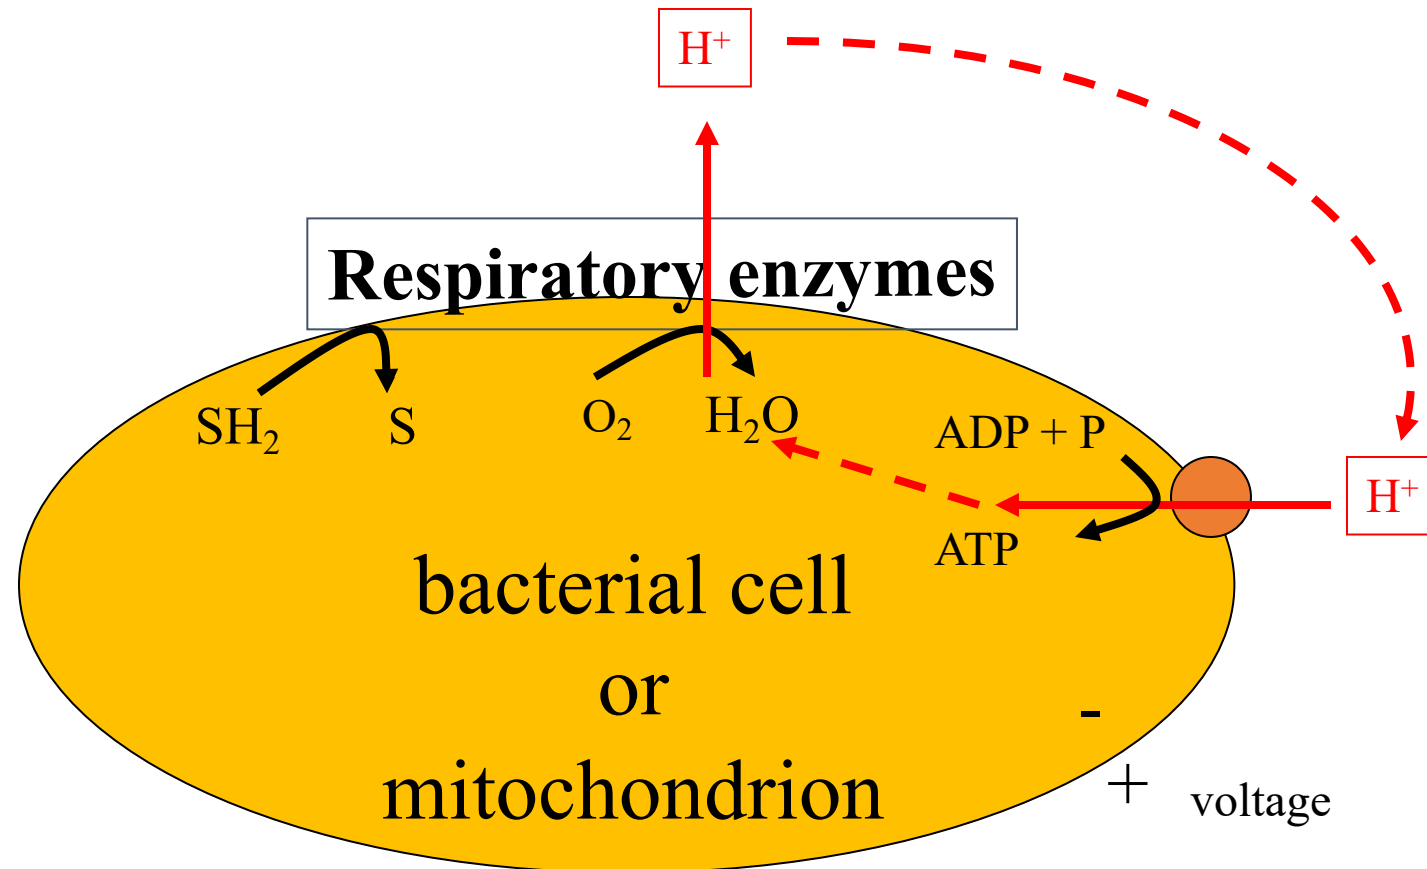 H⁺
Respiratory enzymes
SH₂ S O₂ H₂O
ADP + P
H⁺
ATP
bacterial cell
or
mitochondrion
-
+ voltage